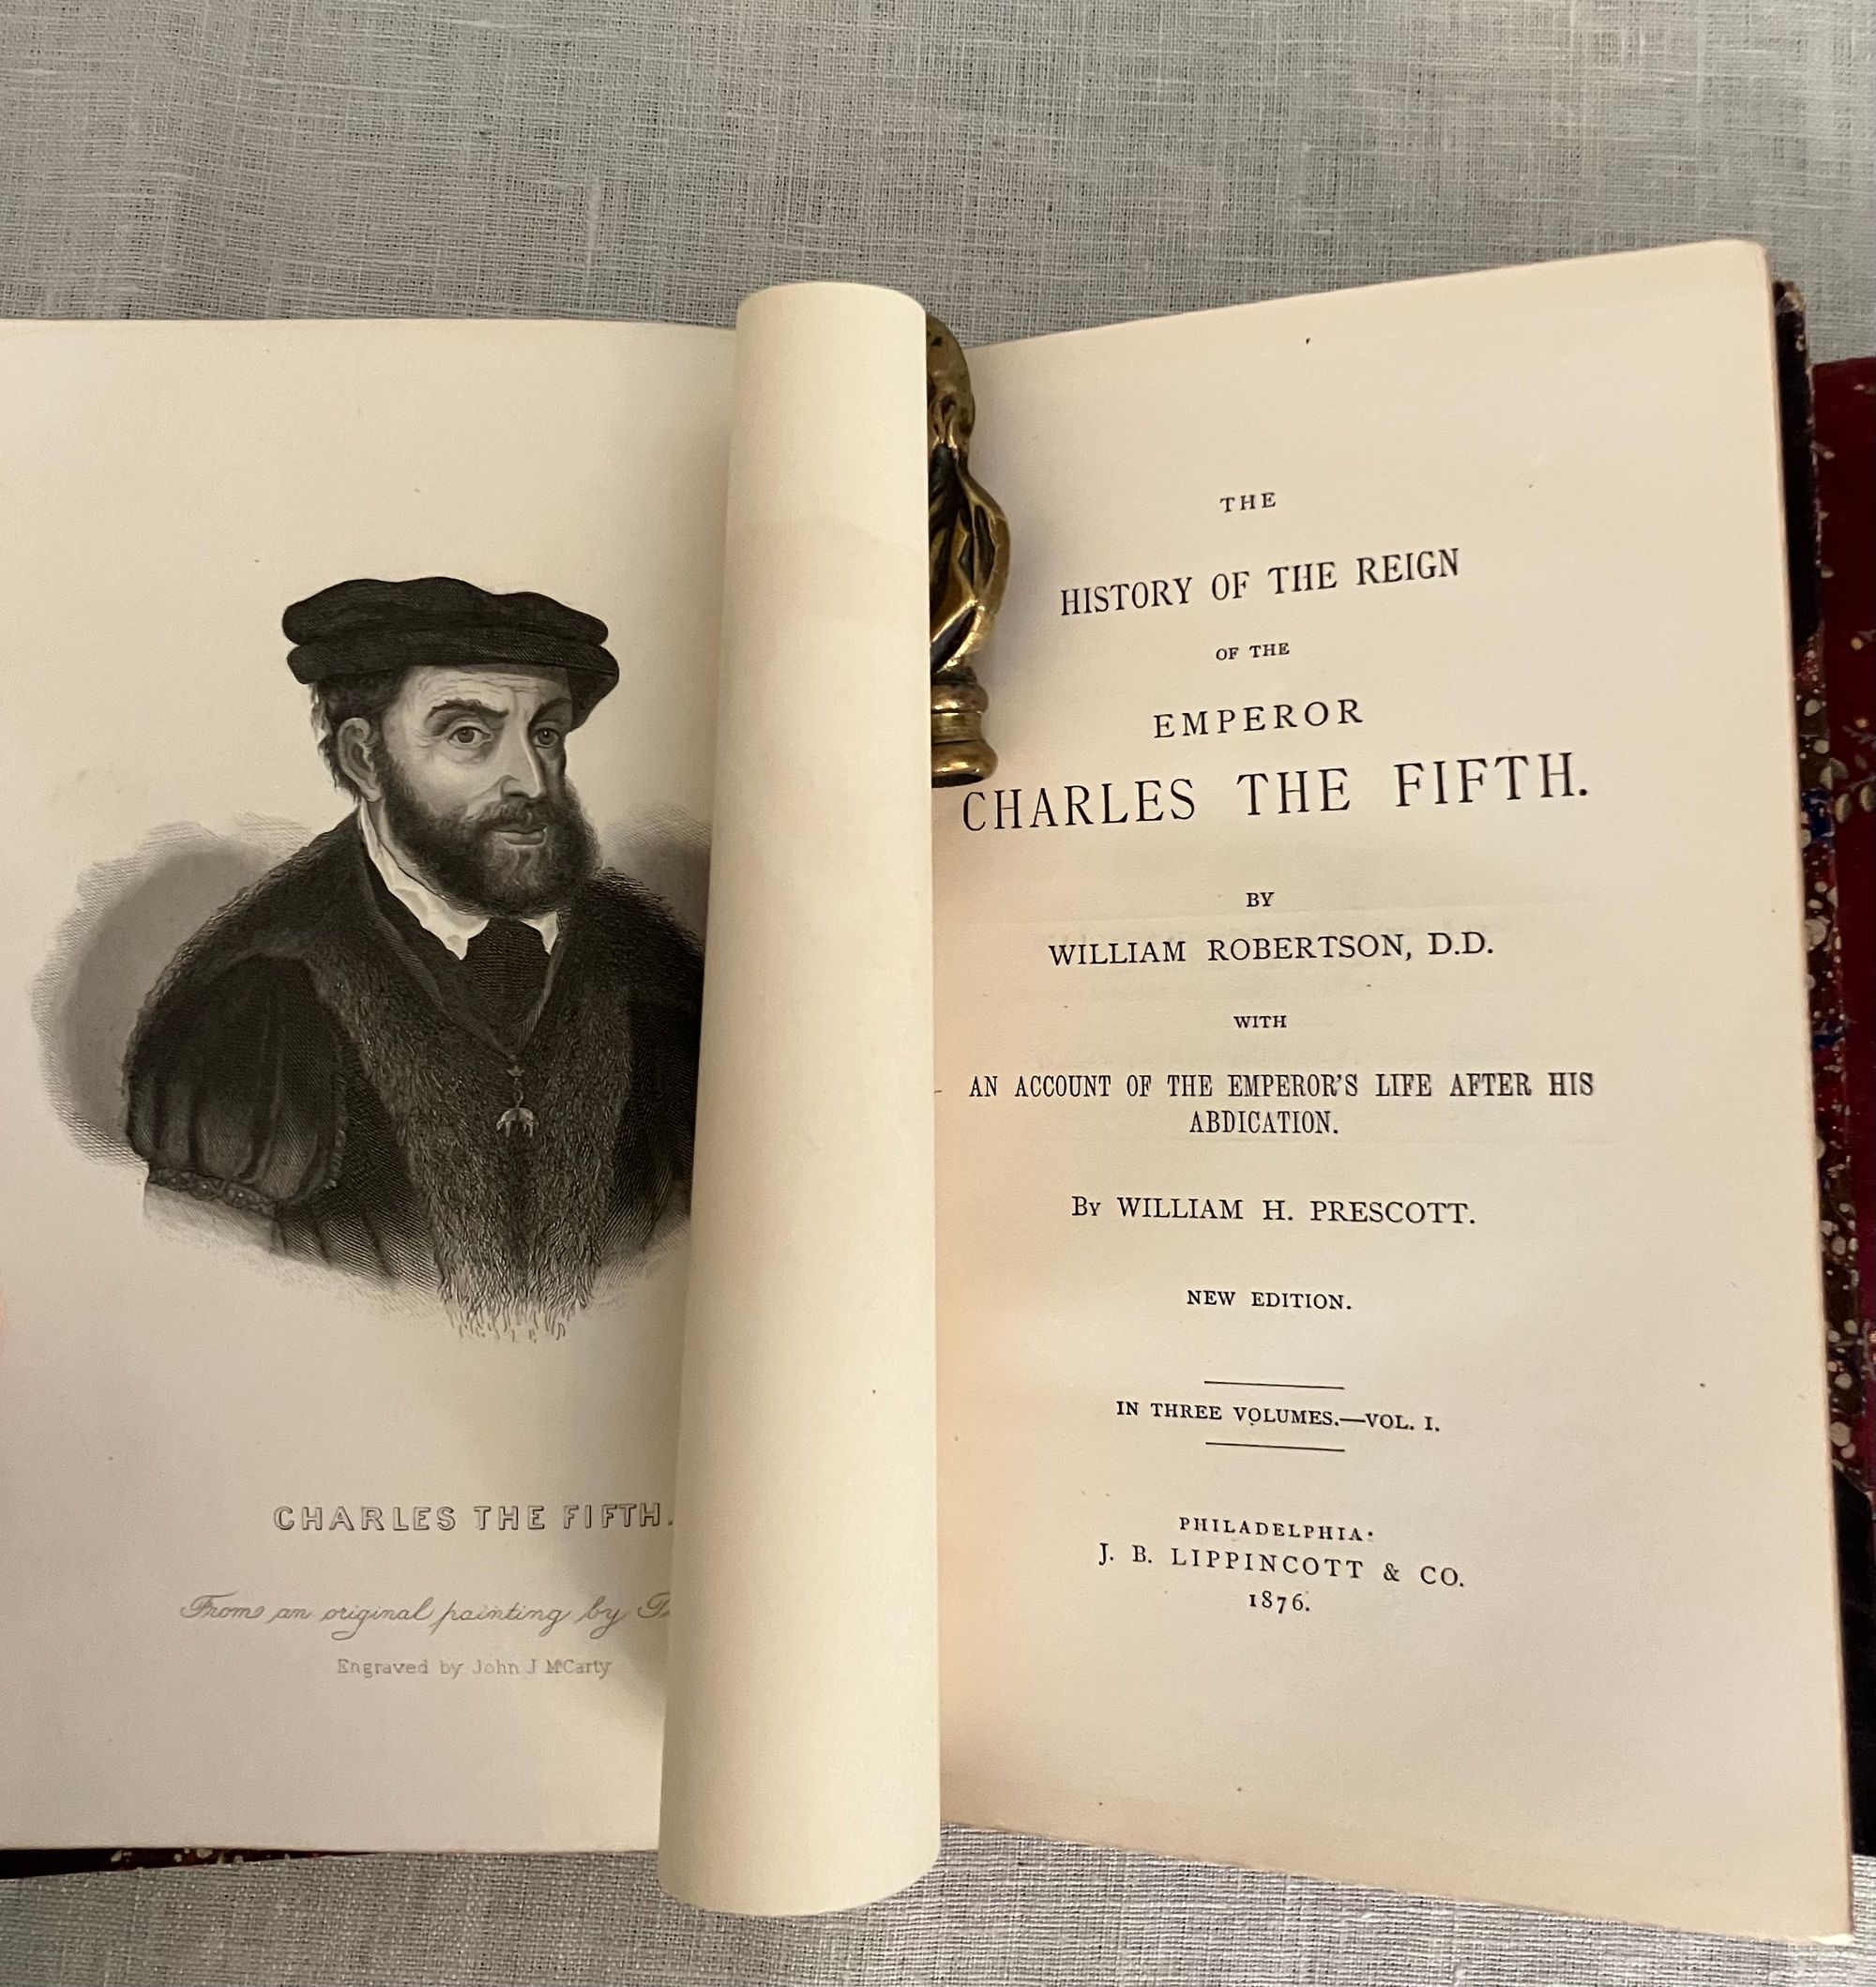 CHARLES THE FIFTH.
From an original painting by
Engraved by John J McCarty
THE
HISTORY OF THE REIGN
OF THE
EMPEROR
CHARLES THE FIFTH.
BY
WILLIAM ROBERTSON, D.D.
WITH
AN ACCOUNT OF THE EMPEROR'S LIFE AFTER HIS
ABDICATION.
By WILLIAM H. PRESCOTT.
NEW EDITION.
IN THREE VOLUMES.—VOL. I.
PHILADELPHIA:
J. B. LIPPINCOTT & CO.
1876.